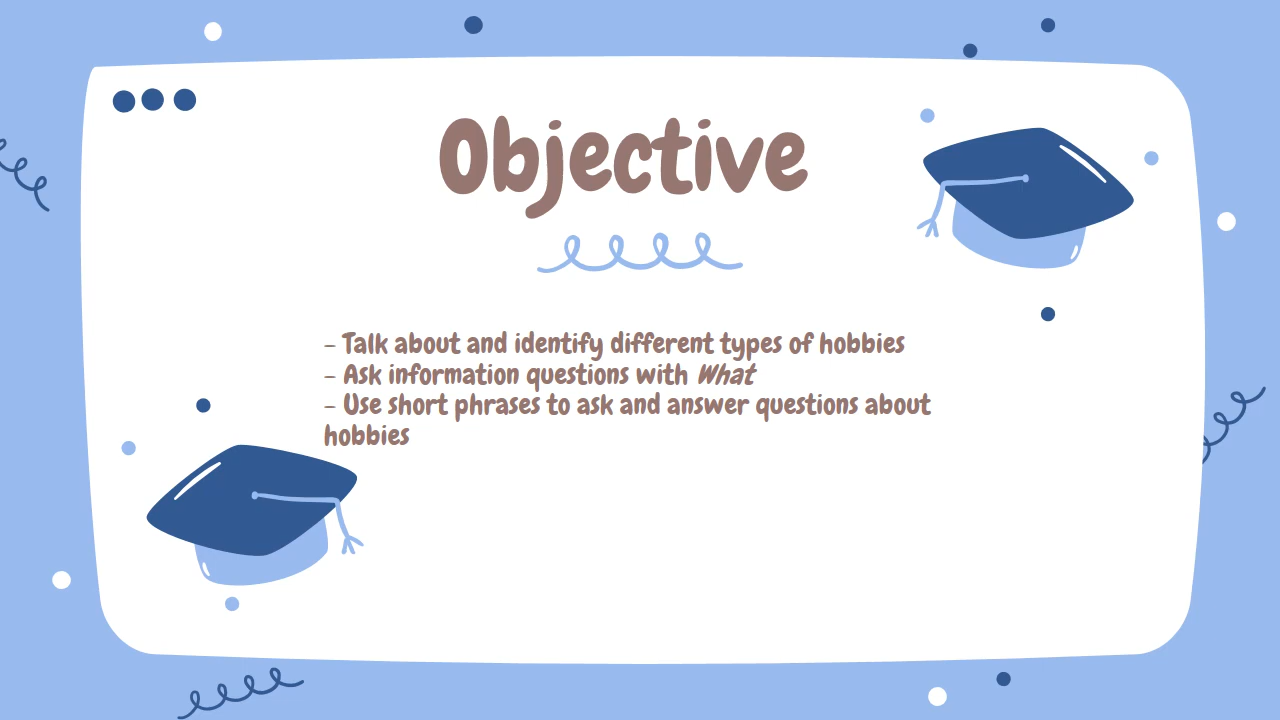 Objective
– Talk about and identify different types of hobbies
– Ask information questions with What
– Use short phrases to ask and answer questions about
hobbies